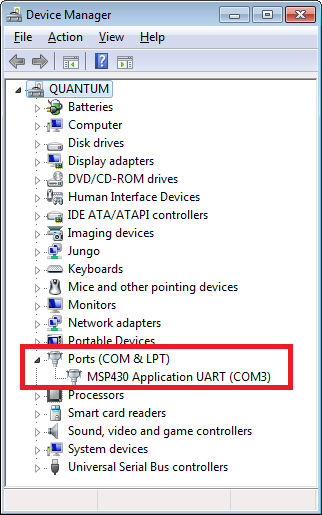 Device Manager
File Action View Help
QUANTUM
Batteries
Computer
Disk drives
Display adapters
DVD/CD-ROM drives
Human Interface Devices
IDE ATA/ATAPI controllers
Imaging devices
Jungo
Keyboards
Mice and other pointing devices
Monitors
Network adapters
Portable Devices
Ports (COM & LPT)
MSP430 Application UART (COM3)
Processors
Smart card readers
Sound, video and game controllers
System devices
Universal Serial Bus controllers